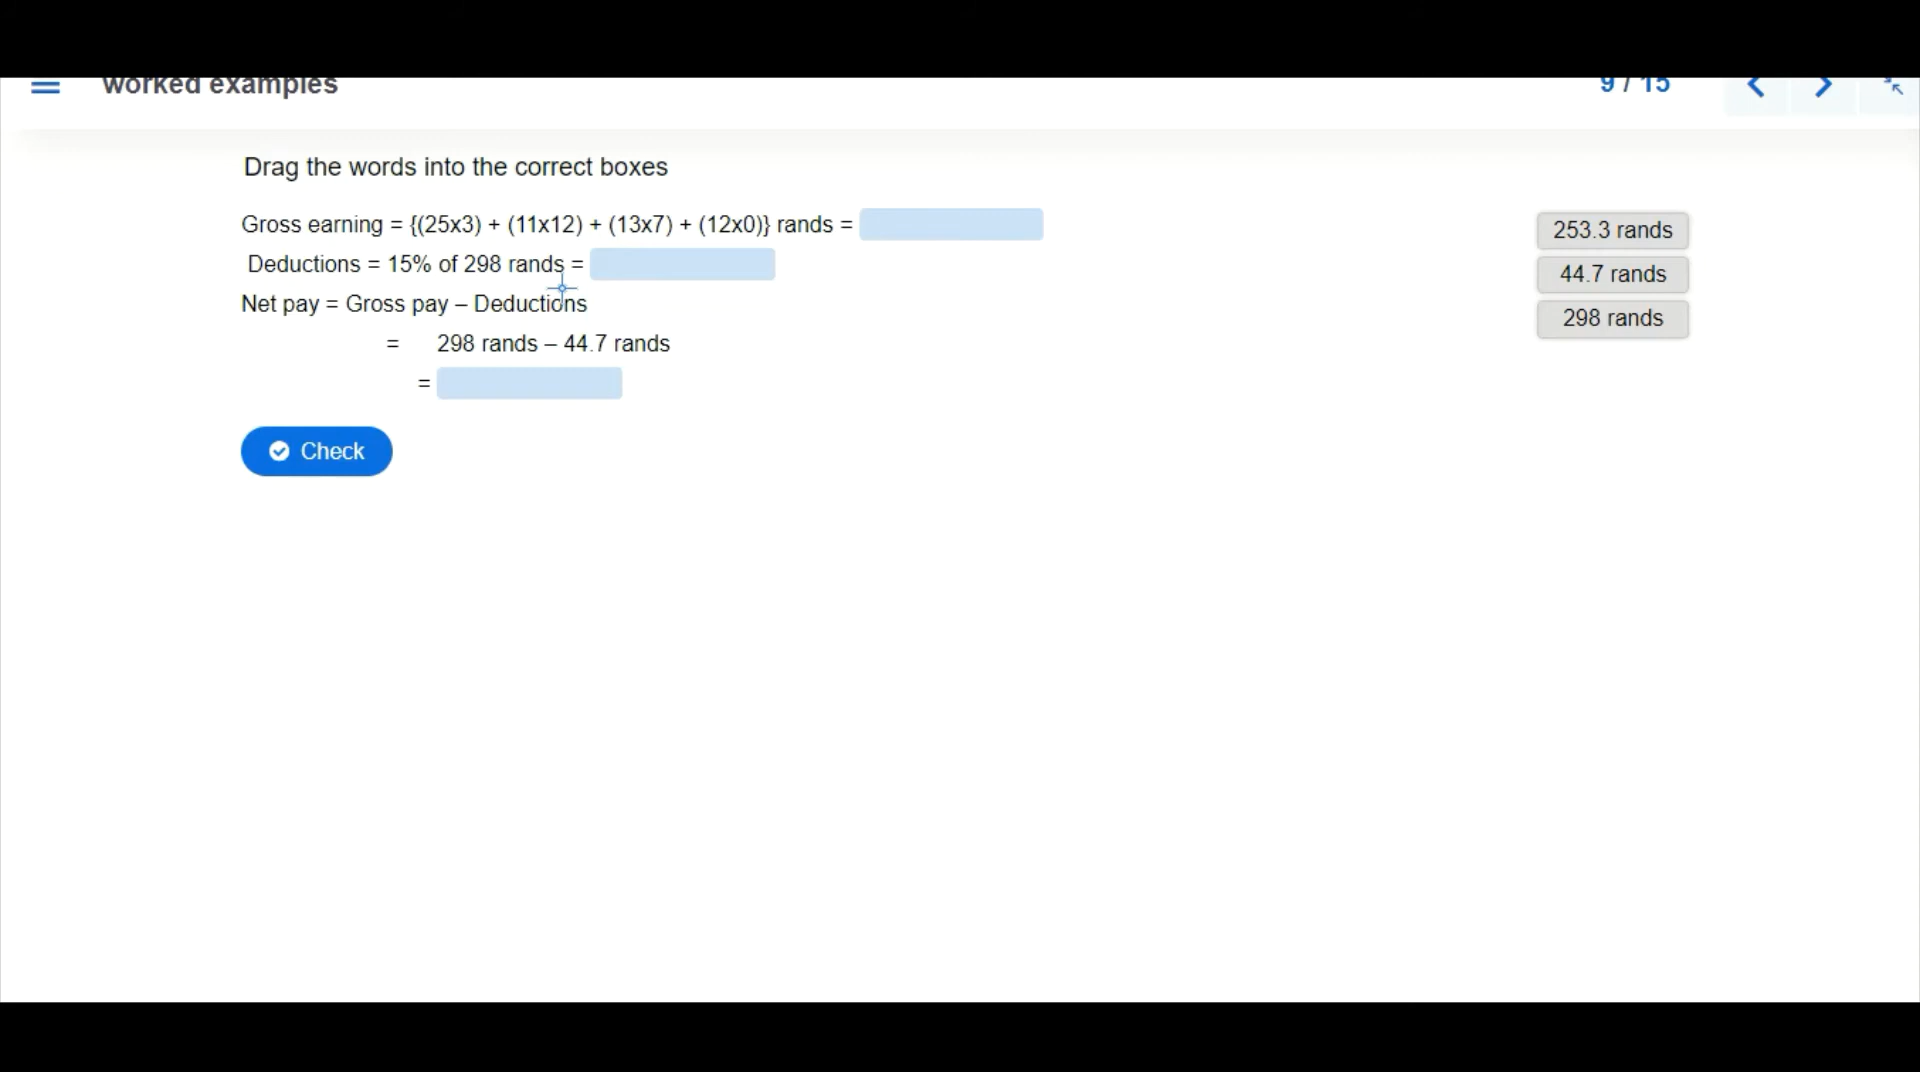 worked examples
9 / 15
Drag the words into the correct boxes
Gross earning = {(25x3) + (11x12) + (13x7) + (12x0)} rands =
Deductions = 15% of 298 rands =
Net pay = Gross pay – Deductions
= 298 rands – 44.7 rands
=
Check
253.3 rands
44.7 rands
298 rands